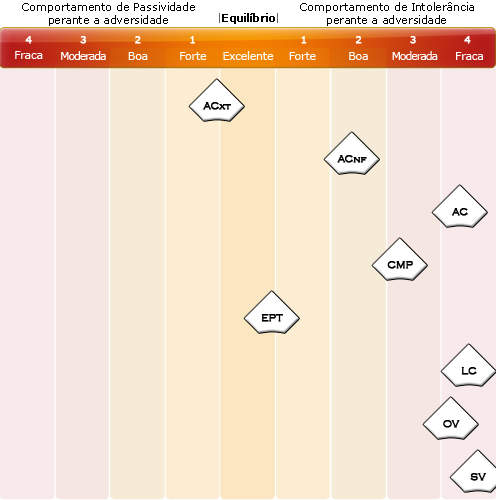 Comportamento de Passividade
perante a adversidade
|Equilíbrio|
Comportamento de Intolerância
perante a adversidade
4 3 2 1 1 2 3 4
Fraca Moderada Boa Forte Excelente Forte Boa Moderada Fraca
ACXT
ACNF
AC
CMP
EPT
LC
OV
SV